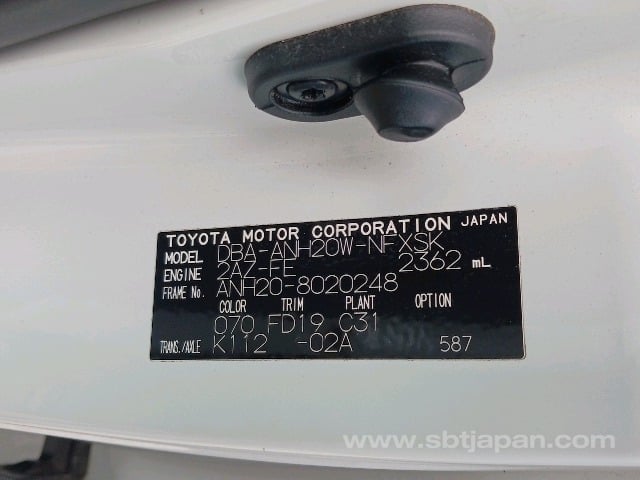 TOYOTA MOTOR CORPORATION JAPAN
MODEL DBA-ANH20W-NFXSK
ENGINE 2AZ-FE 2362 mL
FRAME No. ANH20-8020248
COLOR TRIM PLANT OPTION
070 FD19 C31
TRANS./AXLE K112 -02A 587
www.sbtjapan.com